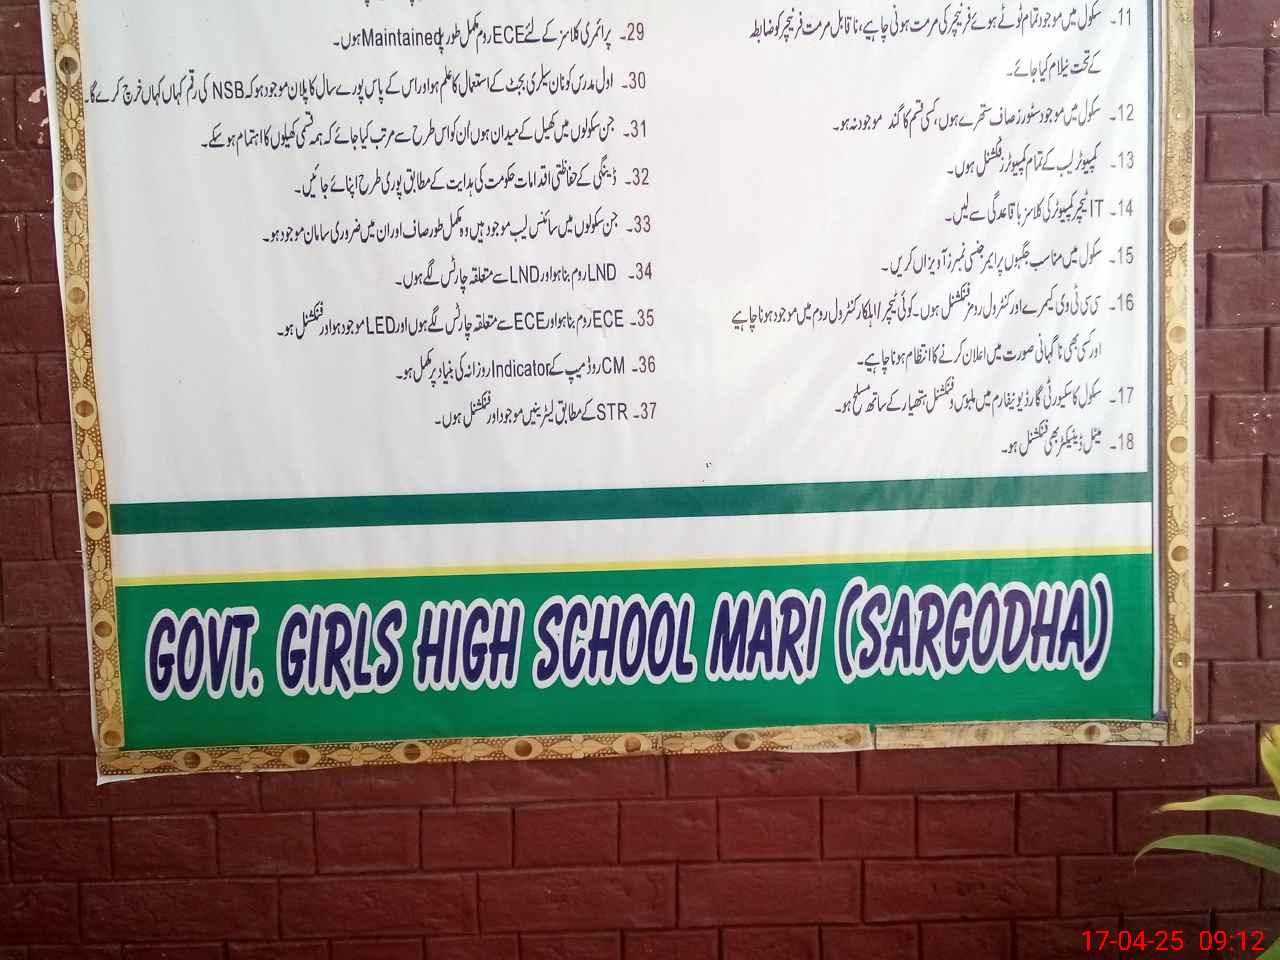 11۔ سکول میں موجود تمام ٹوٹے ہوئے فرنیچر کی مرمت ہونی چاہیے، ناقابل مرمت فرنیچر کو ضابطہ
کے تحت نیلام کیا جائے۔
12۔ سکول میں موجود سٹورز صاف ستھرے ہوں، کسی قسم کا گند موجود نہ ہو۔
13۔ کمپیوٹر لیب کے تمام کمپیوٹرز فنکشنل ہوں۔
14۔ IT ٹیچر کمپیوٹر کی کلاسز باقاعدگی سے لیں۔
15۔ سکول میں مناسب جگہوں پر ایمرجنسی نمبرز آویزاں کریں۔
16۔ سی سی ٹی وی کیمرے اور کنٹرول رومز فنکشنل ہوں۔ کوئی ٹیچر / اہلکار کنٹرول روم میں موجود ہونا چاہیے
اور کسی بھی ناگہانی صورت میں اعلان کرنے کا انتظام ہونا چاہیے۔
17۔ سکول کا سکیورٹی گارڈ یونیفارم میں ملبوس و فنکشنل ہتھیار کے ساتھ مسلح ہو۔
18۔ میٹل ڈیٹیکٹر بھی فنکشنل ہو۔
29۔ پرائمری کلاسز کے لئے ECE روم مکمل طور پر Maintained ہوں۔
30۔ اول مدرس کو نان سیلری بجٹ کے استعمال کا علم ہو اور اس کے پاس پورے سال کا پلان موجود ہو کہ NSB کی رقم کہاں کہاں خرچ کرے گا۔
31۔ جن سکولوں میں کھیل کے میدان ہوں اُن کو اس طرح سے مرتب کیا جائے کہ ہمہ قسمی کھیلوں کا اہتمام ہو سکے۔
32۔ ڈینگی کے حفاظتی اقدامات حکومت کی ہدایت کے مطابق پوری طرح اپنائے جائیں۔
33۔ جن سکولوں میں سائنس لیب موجود ہیں وہ مکمل طور صاف اور ان میں ضروری سامان موجود ہو۔
34۔ LND روم بنا ہو اور LND سے متعلقہ چارٹس لگے ہوں۔
35۔ ECE روم بنا ہو اور ECE سے متعلقہ چارٹس لگے ہوں اور LED موجود ہو اور فنکشنل ہو۔
36۔ CM روڈ میپ کے Indicator روزانہ کی بنیاد پر مکمل ہو۔
37۔ STR کے مطابق لیٹرینیں موجود اور فنکشنل ہوں۔
GOVT. GIRLS HIGH SCHOOL MARI (SARGODHA)
17-04-25 09:12